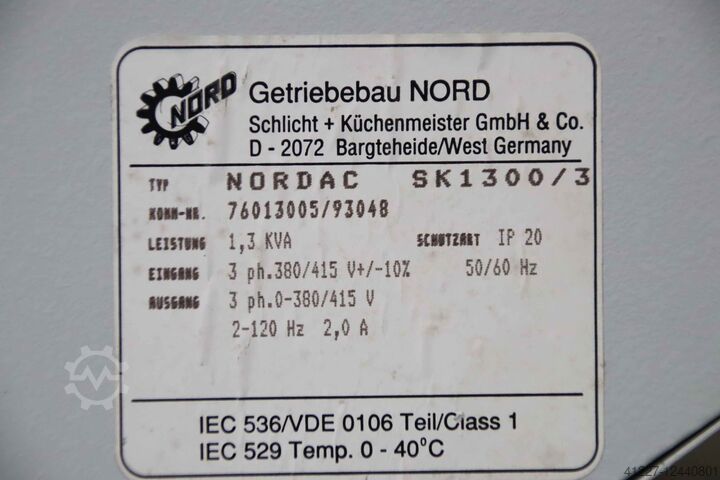 NORD
Getriebebau NORD
Schlicht + Küchenmeister GmbH & Co.
D - 2072 Bargteheide/West Germany
TYP NORDAC SK1300/3
KOMM-NR. 76013005/93048
LEISTUNG 1,3 KVA SCHUTZART IP 20
EINGANG 3 ph.380/415 V+/-10% 50/60 Hz
AUSGANG 3 ph.0-380/415 V
2-120 Hz 2,0 A
IEC 536/VDE 0106 Teil/Class 1
IEC 529 Temp. 0 - 40°C
41227-12440801